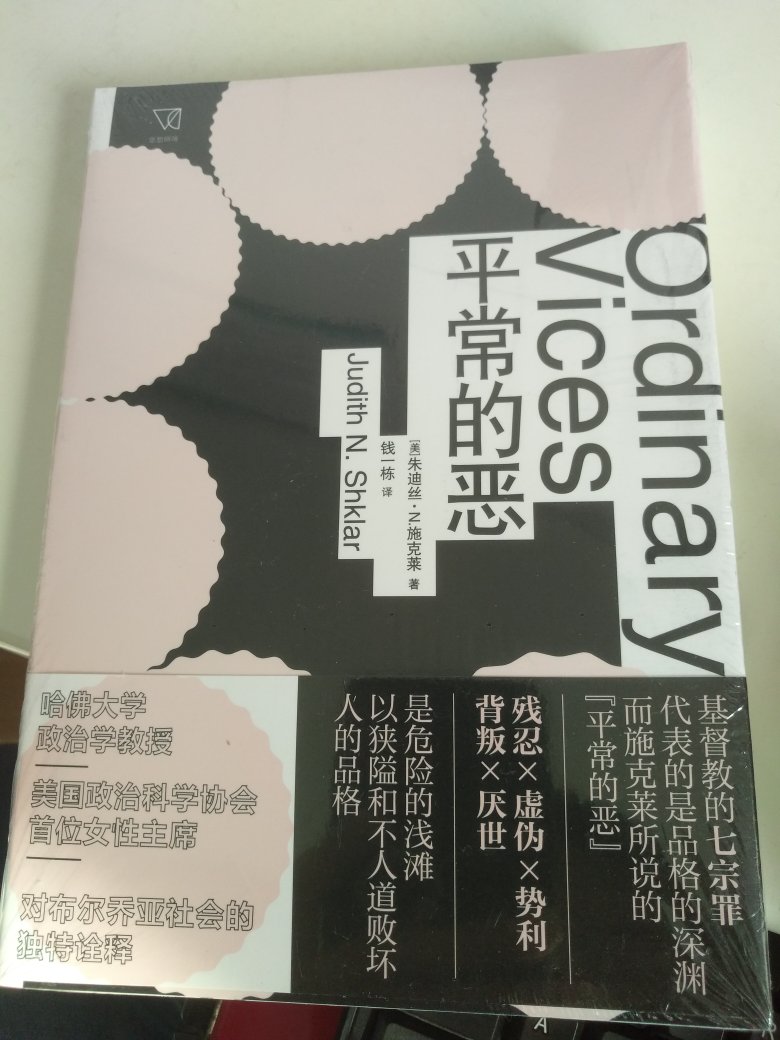 Ordinary
Vices
平常的恶
[美]朱迪丝·N.施克莱 著
钱一栋 译
Judith N. Shklar
基督教的七宗罪
代表的是品格的深渊
而施克莱所说的
『平常的恶』
残忍×虚伪×势利
背叛×厌世
是危险的浅滩
以狭隘和不人道败坏
人的品格
哈佛大学
政治学教授
美国政治科学协会
首位女性主席
对布尔乔亚社会的
独特诠释
A